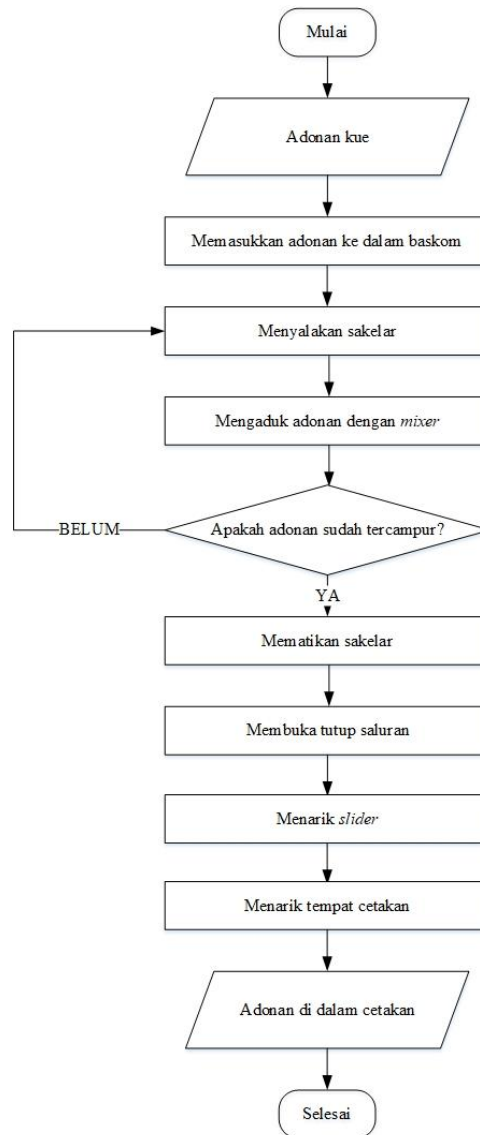 Mulai
Adonan kue
Memasukkan adonan ke dalam baskom
Menyalakan sakelar
Mengaduk adonan dengan mixer
BELUM
Apakah adonan sudah tercampur?
YA
Mematikan sakelar
Membuka tutup saluran
Menarik slider
Menarik tempat cetakan
Adonan di dalam cetakan
Selesai